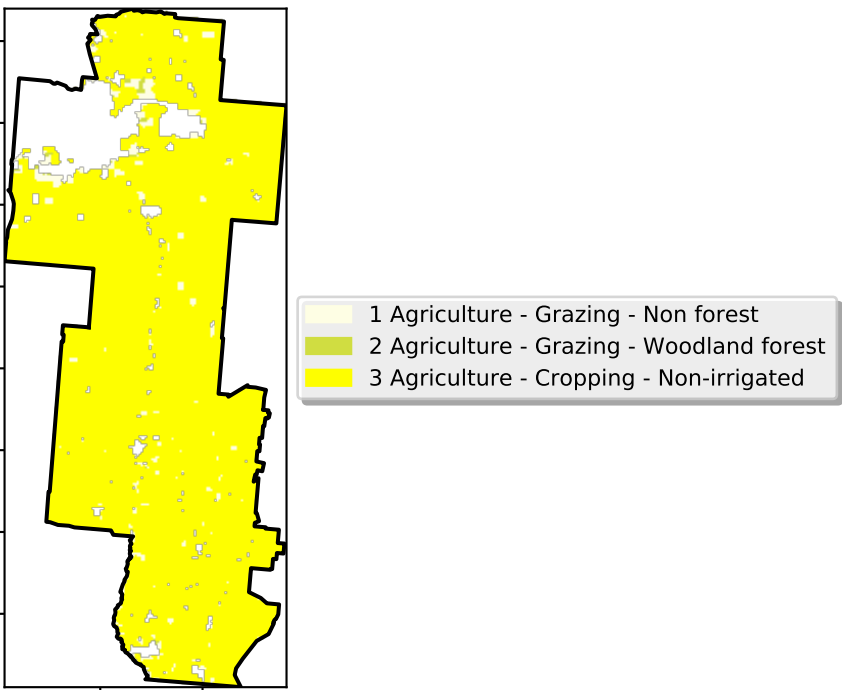 1 Agriculture - Grazing - Non forest
2 Agriculture - Grazing - Woodland forest
3 Agriculture - Cropping - Non-irrigated